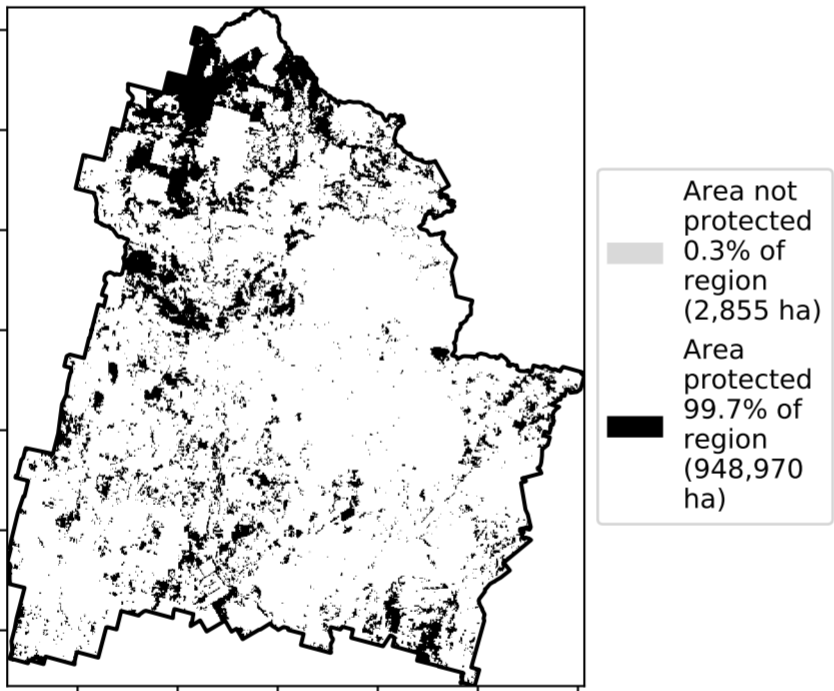 Area not
protected
0.3% of
region
(2,855 ha)
Area
protected
99.7% of
region
(948,970
ha)